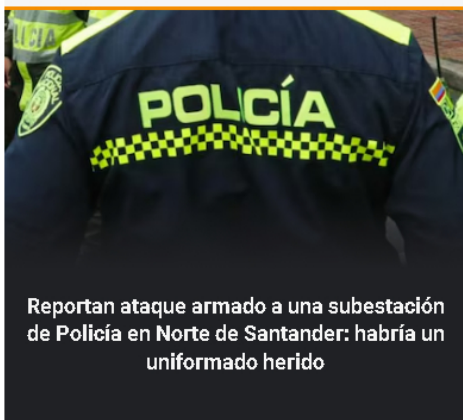 POLICÍA
Reportan ataque armado a una subestación
de Policía en Norte de Santander: habría un
uniformado herido